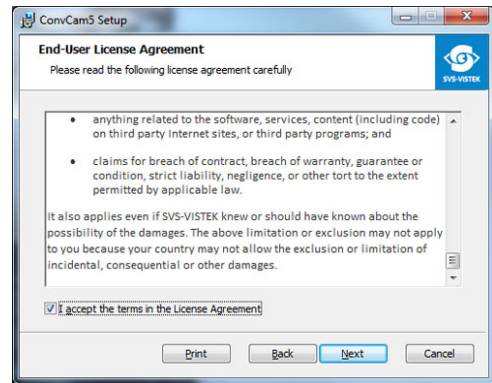 ConvCam5 Setup
End-User License Agreement
Please read the following license agreement carefully
SVS-VISTEK
• anything related to the software, services, content (including code)
on third party Internet sites, or third party programs; and
• claims for breach of contract, breach of warranty, guarantee or
condition, strict liability, negligence, or other tort to the extent
permitted by applicable law.
It also applies even if SVS-VISTEK knew or should have known about the
possibility of the damages. The above limitation or exclusion may not apply
to you because your country may not allow the exclusion or limitation of
incidental, consequential or other damages.
I accept the terms in the License Agreement
Print Back Next Cancel